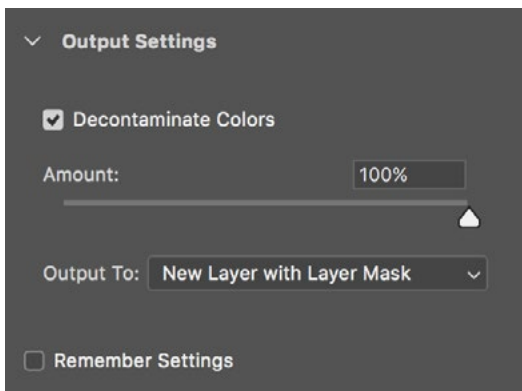 Output Settings
Decontaminate Colors
Amount: 100%
Output To: New Layer with Layer Mask
Remember Settings